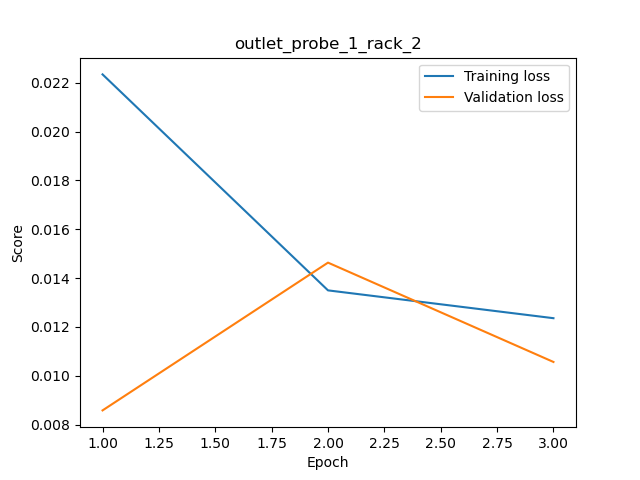 outlet_probe_1_rack_2
Training loss
Validation loss
Score
0.022
0.020
0.018
0.016
0.014
0.012
0.010
0.008
1.00 1.25 1.50 1.75 2.00 2.25 2.50 2.75 3.00
Epoch